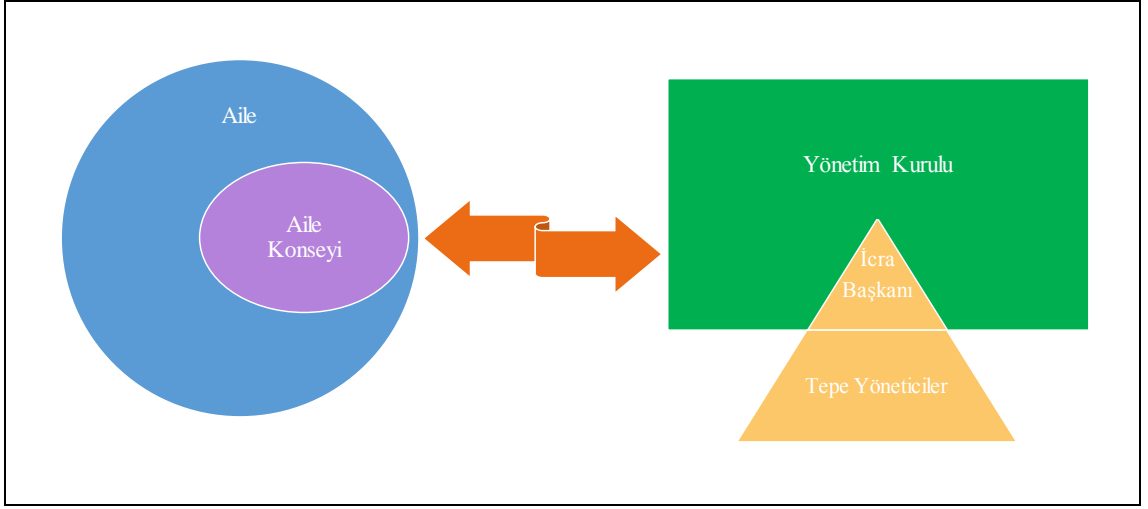 Aile
Aile
Konseyi
Yönetim Kurulu
İcra
Başkanı
Tepe Yöneticiler